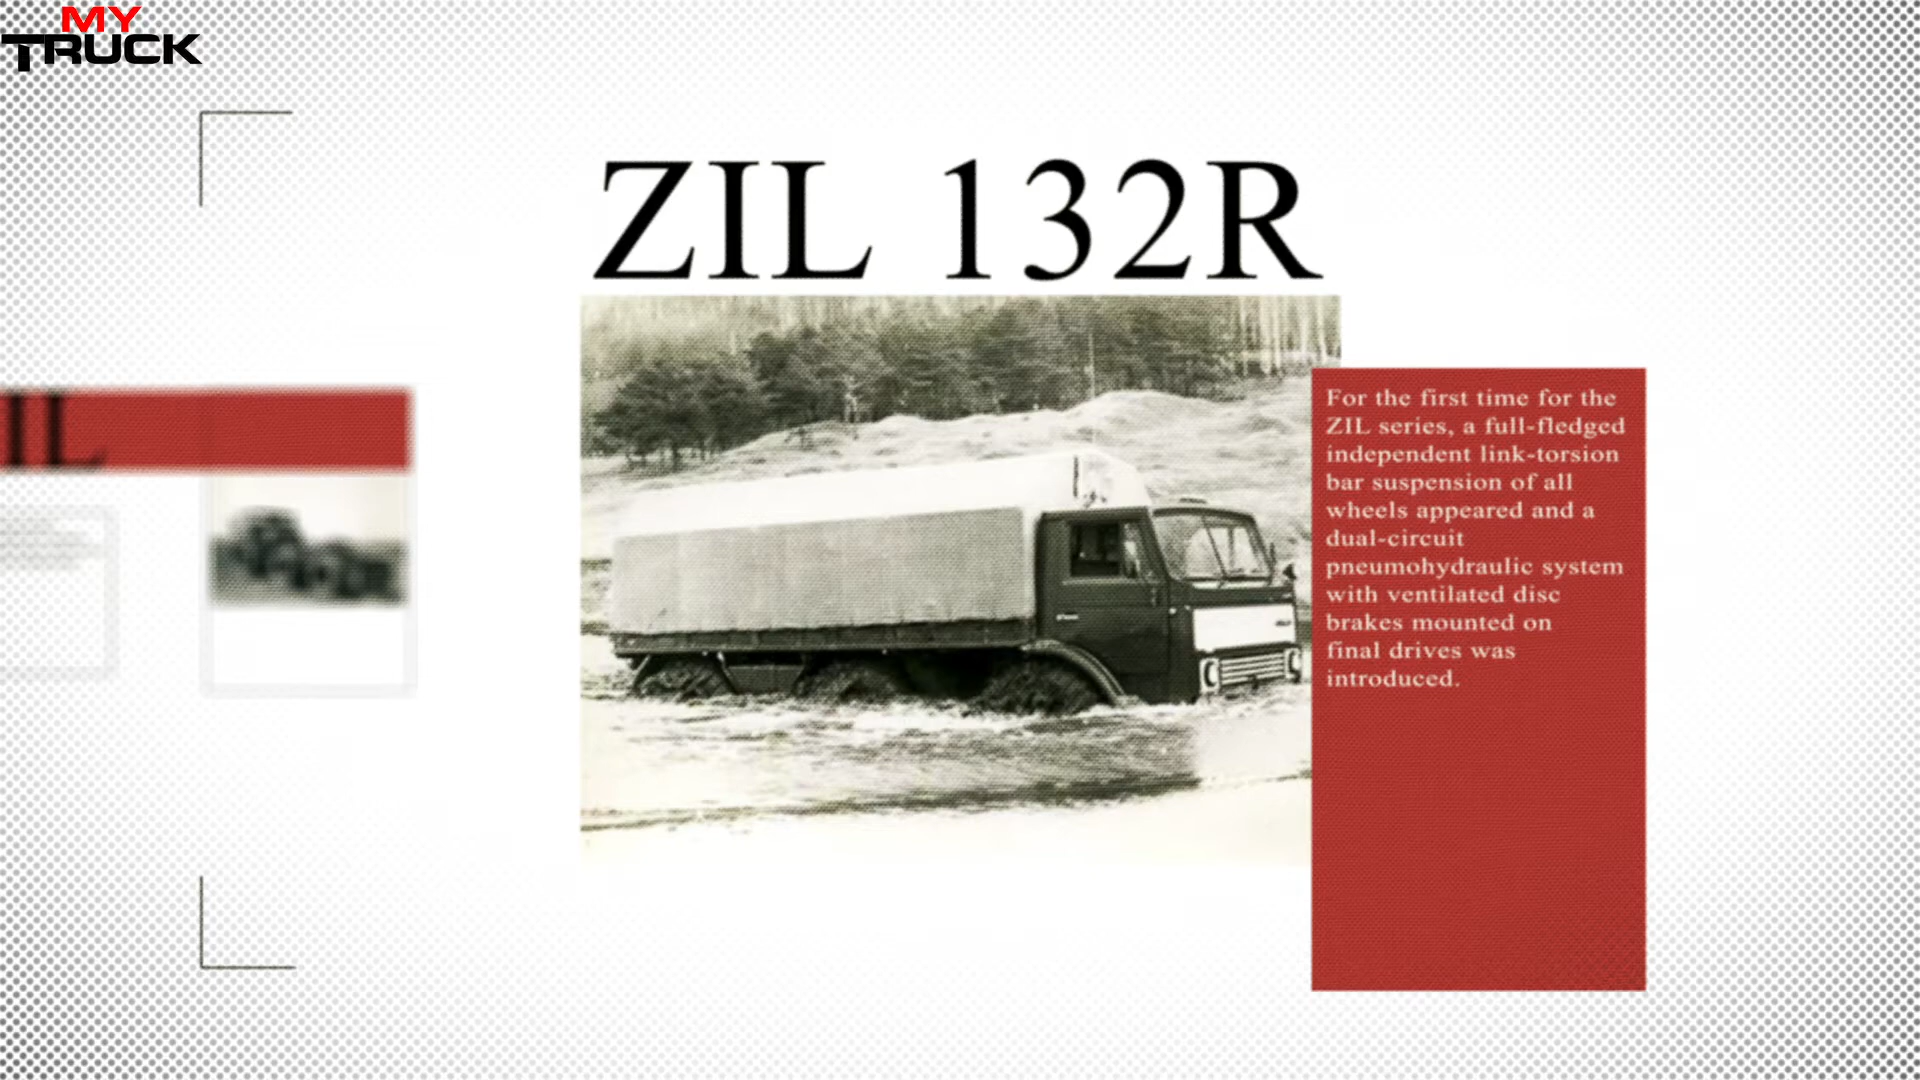 MY
TRUCK
ZIL 132R
IL
For the first time for the
ZIL series, a full-fledged
independent link-torsion
bar suspension of all
wheels appeared and a
dual-circuit
pneumohydraulic system
with ventilated disc
brakes mounted on
final drives was
introduced.